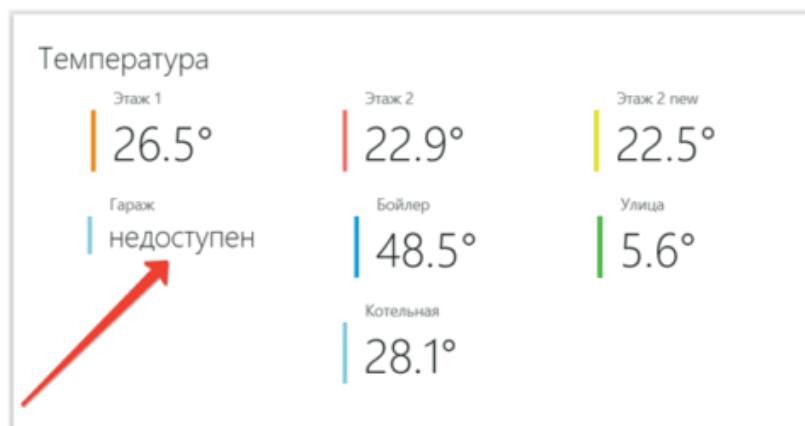 Температура
Этаж 1
26.5°
Этаж 2
22.9°
Этаж 2 new
22.5°
Гараж
недоступен
Бойлер
48.5°
Улица
5.6°
Котельная
28.1°